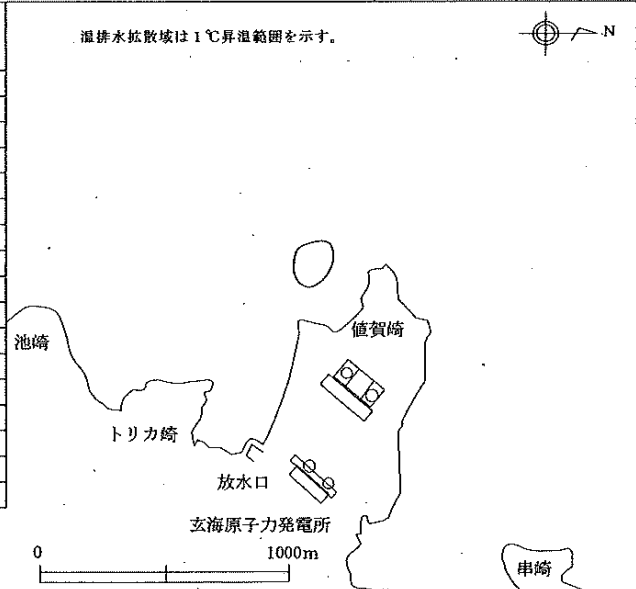 温排水拡散域は1℃昇温範囲を示す。
N
値賀崎
池崎
トリカ崎
放水口
玄海原子力発電所
0 1000m
串崎